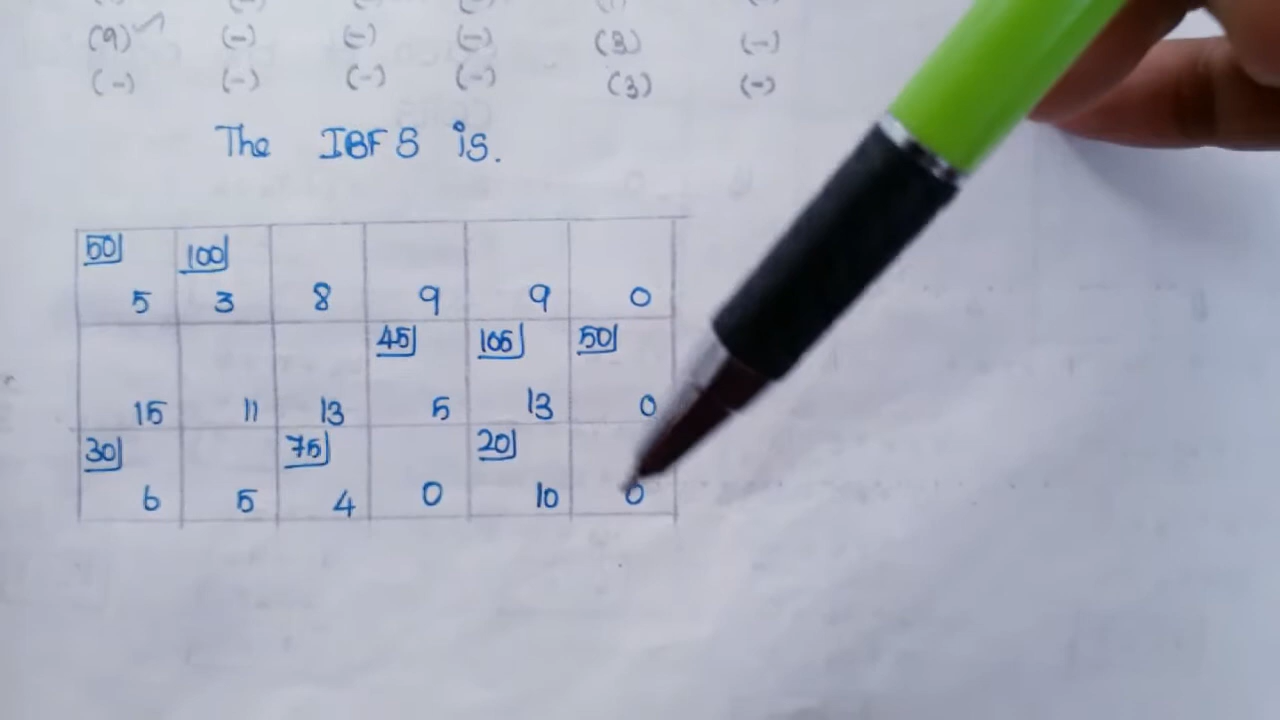 (9) (-) (-) (-) (3) (-)
(-) (-) (-) (-) (3) (-)
The IBFS is.
50 100
5 3 8 9 9 0
45 105 50
15 11 13 5 13 0
30 75 20
6 5 4 0 10 0